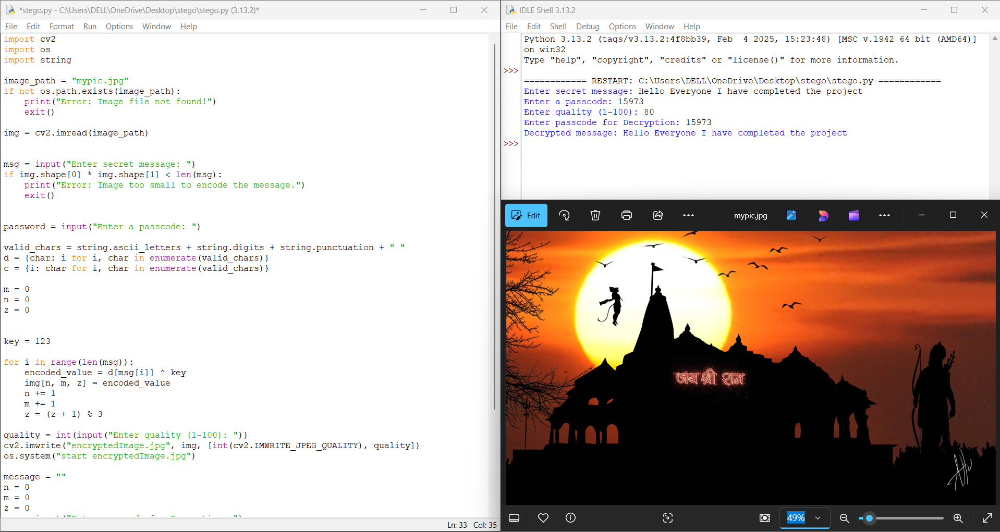 *stego.py - C:\Users\DELL\OneDrive\Desktop\stego\stego.py (3.13.2)*
File Edit Format Run Options Window Help
import cv2
import os
import string
image_path = "mypic.jpg"
if not os.path.exists(image_path):
    print("Error: Image file not found!")
    exit()
img = cv2.imread(image_path)
msg = input("Enter secret message: ")
if img.shape[0] * img.shape[1] < len(msg):
    print("Error: Image too small to encode the message.")
    exit()
password = input("Enter a passcode: ")
valid_chars = string.ascii_letters + string.digits + string.punctuation + " "
d = {char: i for i, char in enumerate(valid_chars)}
c = {i: char for i, char in enumerate(valid_chars)}
m = 0
n = 0
z = 0
key = 123
for i in range(len(msg)):
    encoded_value = d[msg[i]] ^ key
    img[n, m, z] = encoded_value
    n += 1
    m += 1
    z = (z + 1) % 3
quality = int(input("Enter quality (1-100): "))
cv2.imwrite("encryptedImage.jpg", img, [int(cv2.IMWRITE_JPEG_QUALITY), quality])
os.system("start encryptedImage.jpg")
message = ""
n = 0
m = 0
z = 0
Ln: 33 Col: 35
IDLE Shell 3.13.2
File Edit Shell Debug Options Window Help
Python 3.13.2 (tags/v3.13.2:4f8bb39, Feb  4 2025, 15:23:48) [MSC v.1942 64 bit (AMD64)]
on win32
Type "help", "copyright", "credits" or "license()" for more information.
>>>
============ RESTART: C:\Users\DELL\OneDrive\Desktop\stego\stego.py ============
Enter secret message: Hello Everyone I have completed the project
Enter a passcode: 15973
Enter quality (1-100): 80
Enter passcode for Decryption: 15973
Decrypted message: Hello Everyone I have completed the project
>>>
Edit
mypic.jpg
जय श्री राम
49%